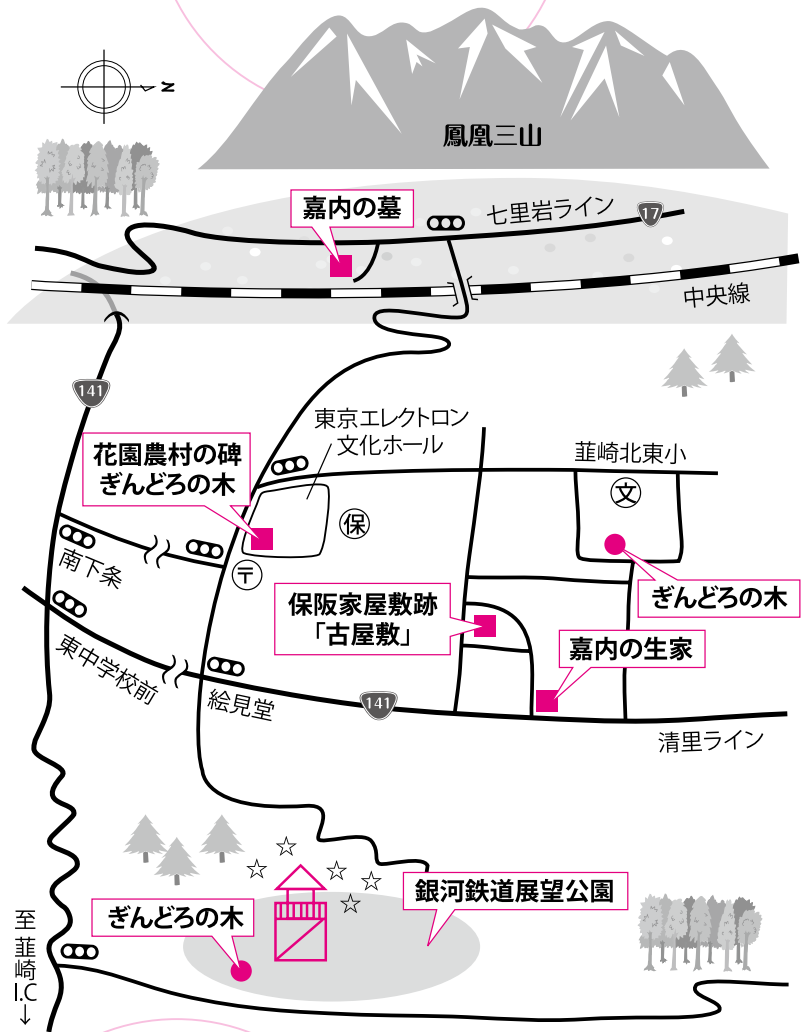 N
鳳凰三山
嘉内の墓
七里岩ライン
17
中央線
141
東京エレクトロン
文化ホール
花園農村の碑
ぎんどろの木
韮崎北東小
文
保
南下条
〒
ぎんどろの木
保阪家屋敷跡
「古屋敷」
嘉内の生家
東中学校前
絵見堂
141
清里ライン
銀河鉄道展望公園
ぎんどろの木
至 韮崎I.C